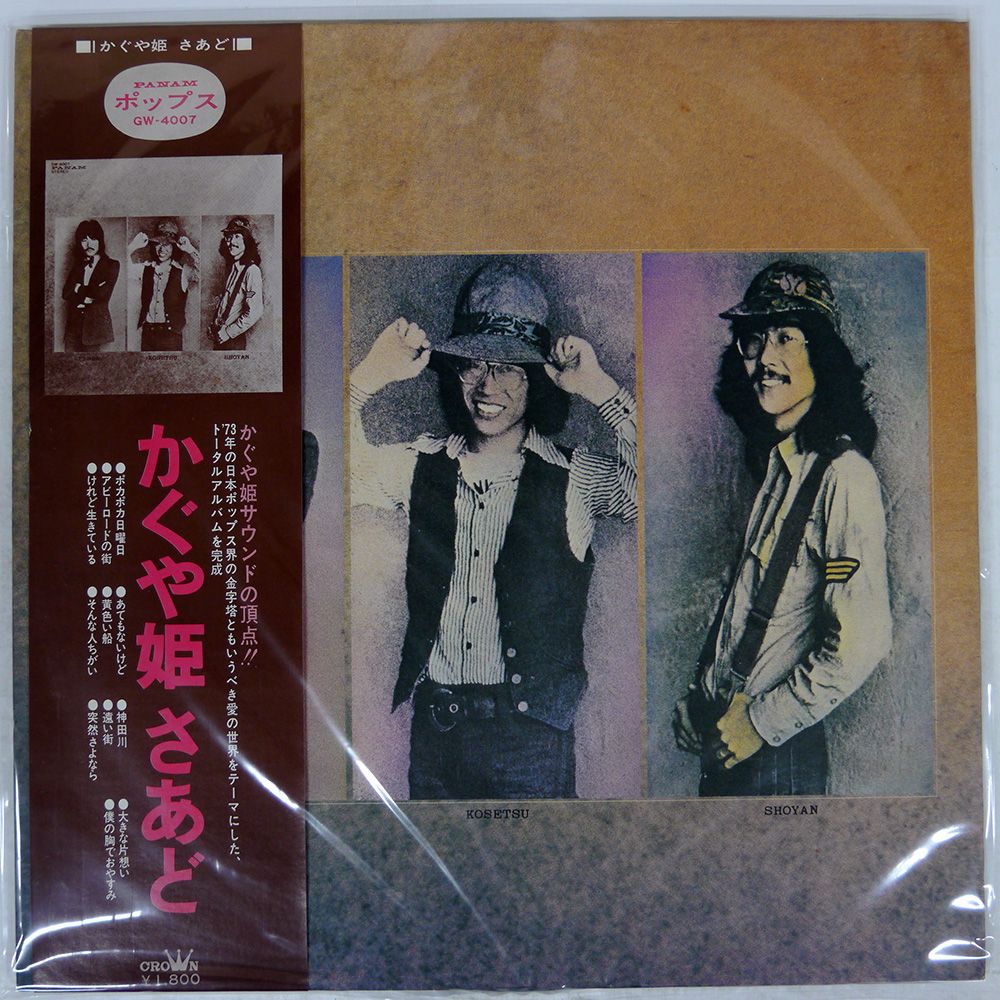 かぐや姫 さあど
PANAM
ポップス
GW-4007
GW-4007
PANAM
STEREO
KOSETSU
SHOYAN
かぐや姫サウンドの頂点!!
'73年の日本ポップス界の金字塔ともいうべき愛の世界をテーマにした、
トータルアルバムを完成
かぐや姫 さあど
●ポカポカ日曜日
●アビーロードの街
●けれど生きている
●あてもないけど
●黄色い船
●そんな人ちがい
●神田川
●遠い街
●突然さよなら
●大きな片想い
●僕の胸でおやすみ
CROWN
¥1,800
KOSETSU
SHOYAN